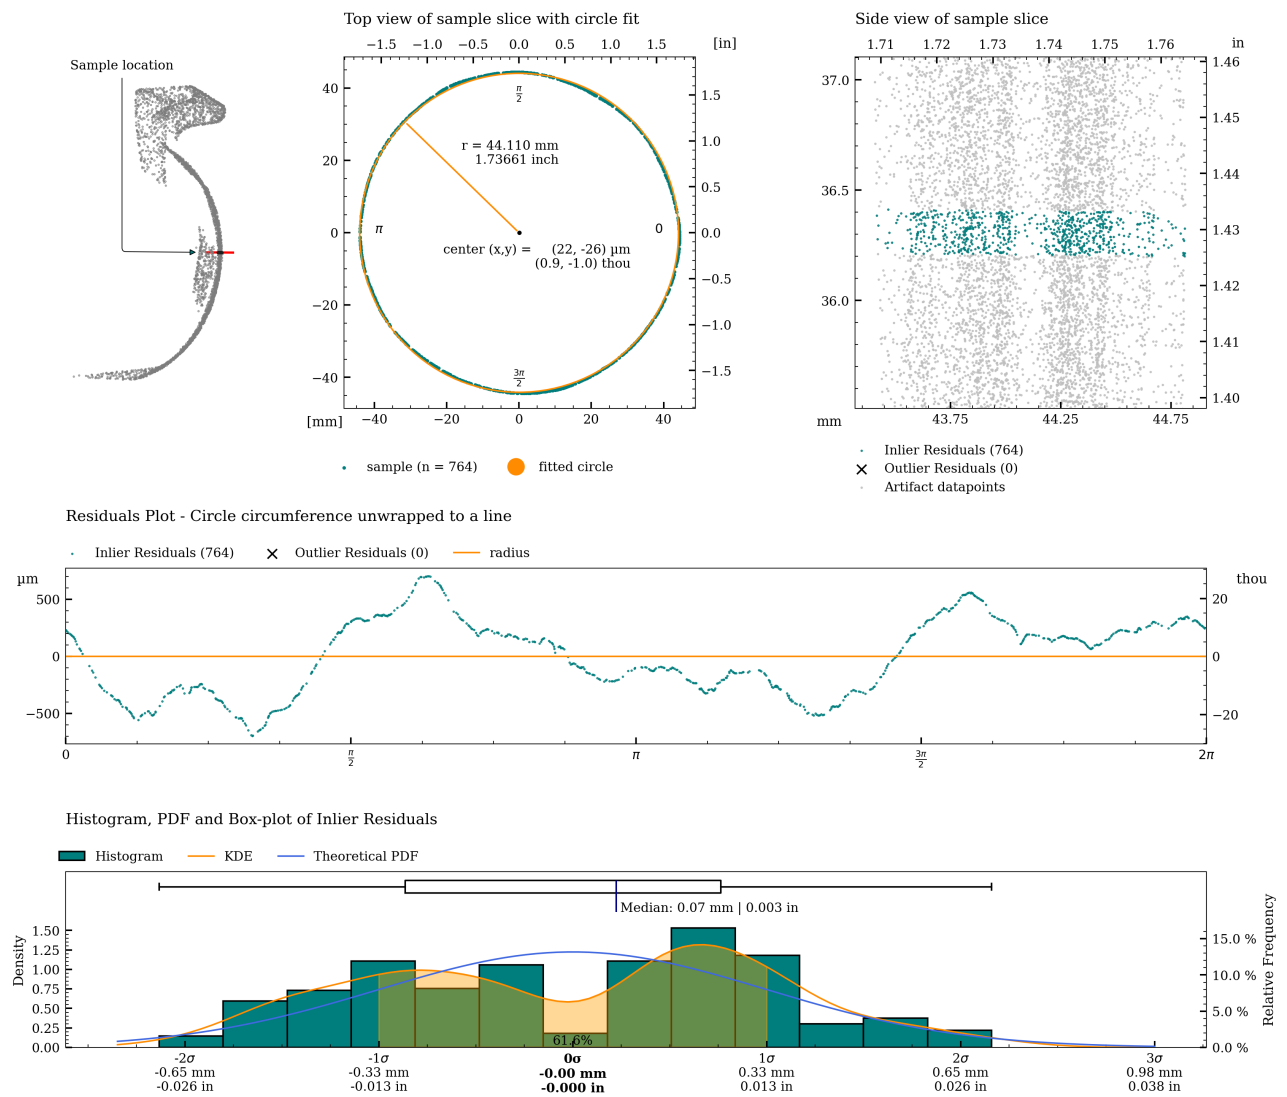 Top view of sample slice with circle fit
Side view of sample slice
−1.5 −1.0 −0.5 0.0 0.5 1.0 1.5 [in]
1.71 1.72 1.73 1.74 1.75 1.76 in
Sample location
40
20
0
−20
−40
π/2
r = 44.110 mm
1.73661 inch
π
0
center (x,y) = (22, -26) µm
(0.9, -1.0) thou
3π/2
1.5
1.0
0.5
0.0
−0.5
−1.0
−1.5
[mm] −40 −20 0 20 40
37.0
36.5
36.0
1.46
1.45
1.44
1.43
1.42
1.41
1.40
mm 43.75 44.25 44.75
sample (n = 764) fitted circle
Inlier Residuals (764)
Outlier Residuals (0)
Artifact datapoints
Residuals Plot - Circle circumference unwrapped to a line
Inlier Residuals (764) Outlier Residuals (0) radius
µm
thou
500
0
−500
20
0
−20
0 π/2 π 3π/2 2π
Histogram, PDF and Box-plot of Inlier Residuals
Histogram KDE Theoretical PDF
Median: 0.07 mm | 0.003 in
Density
1.50
1.25
1.00
0.75
0.50
0.25
0.00
Relative Frequency
15.0 %
10.0 %
5.0 %
0.0 %
61.6%
-2σ -1σ 0σ 1σ 2σ 3σ
-0.65 mm -0.33 mm -0.00 mm 0.33 mm 0.65 mm 0.98 mm
-0.026 in -0.013 in -0.000 in 0.013 in 0.026 in 0.038 in